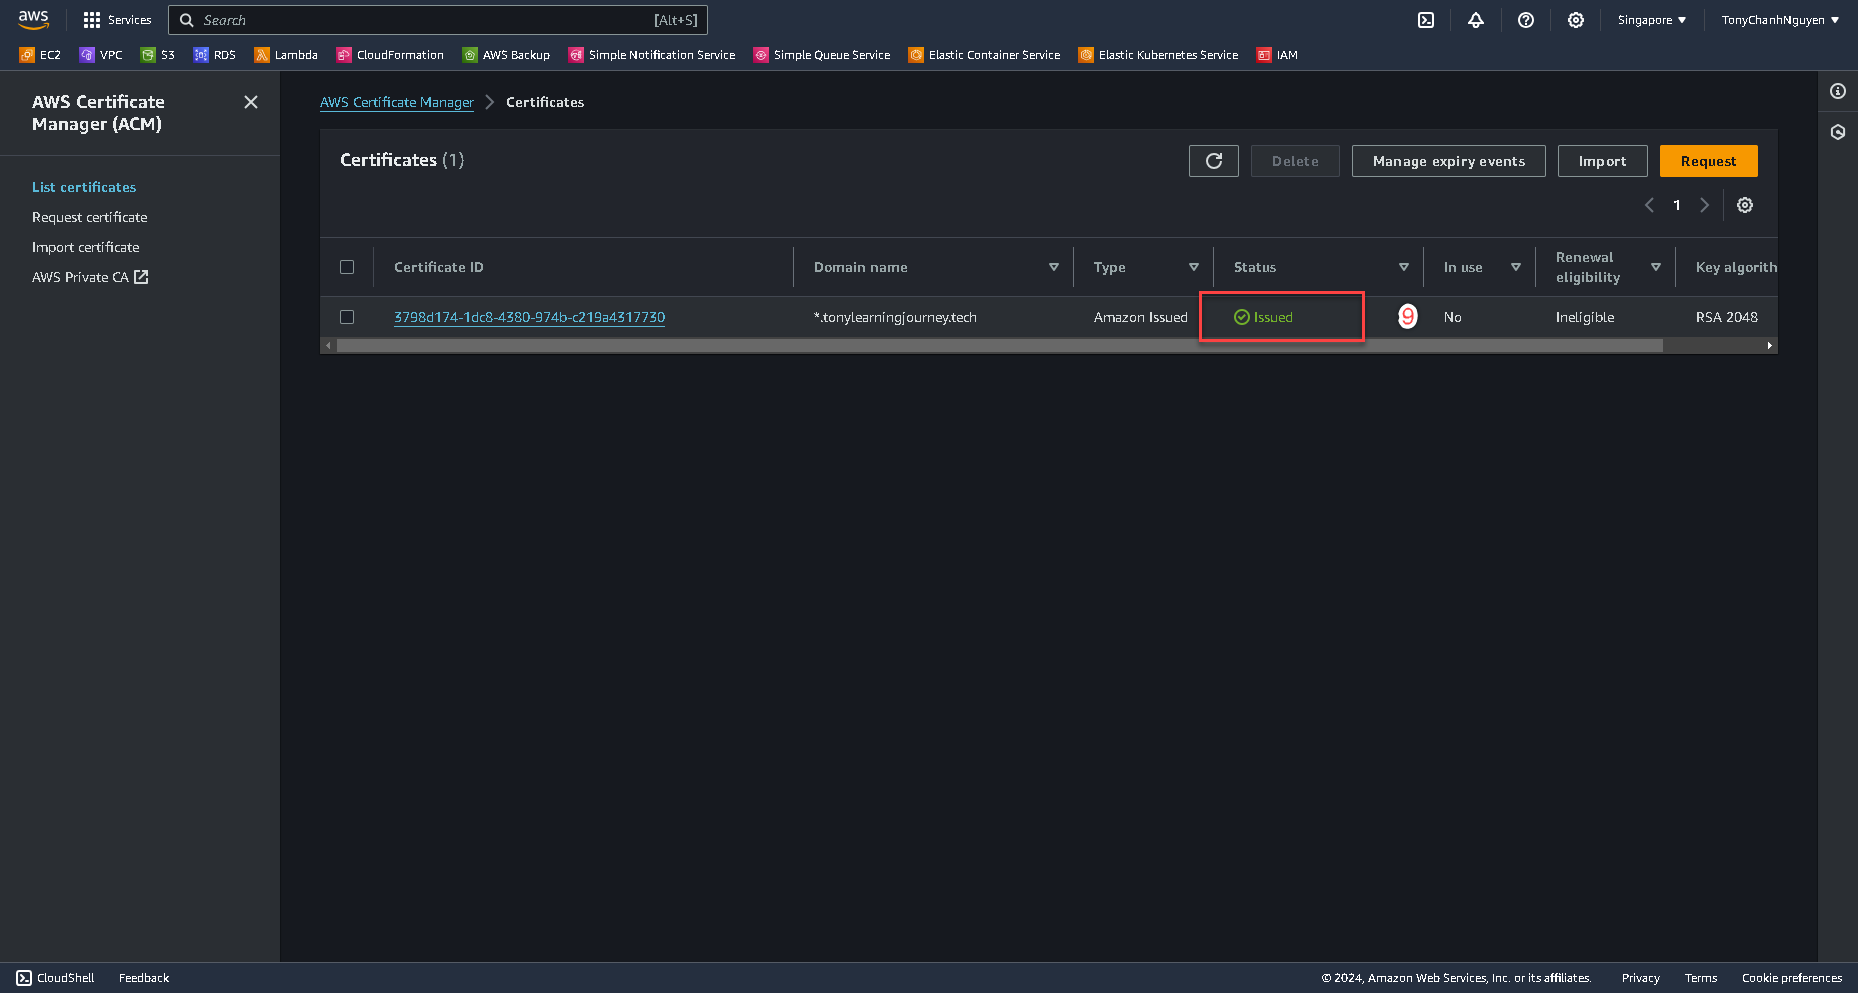 aws Services Search [Alt+S] Singapore TonyChanhNguyen
EC2 VPC S3 RDS Lambda CloudFormation AWS Backup Simple Notification Service Simple Queue Service Elastic Container Service Elastic Kubernetes Service IAM
AWS Certificate
Manager (ACM)
List certificates
Request certificate
Import certificate
AWS Private CA
AWS Certificate Manager Certificates
Certificates (1) Delete Manage expiry events Import Request
1
Certificate ID Domain name Type Status In use Renewal eligibility Key algorith
3798d174-1dc8-4380-974b-c219a4317730 *.tonylearningjourney.tech Amazon Issued Issued 9 No Ineligible RSA 2048
CloudShell Feedback © 2024, Amazon Web Services, Inc. or its affiliates. Privacy Terms Cookie preferences